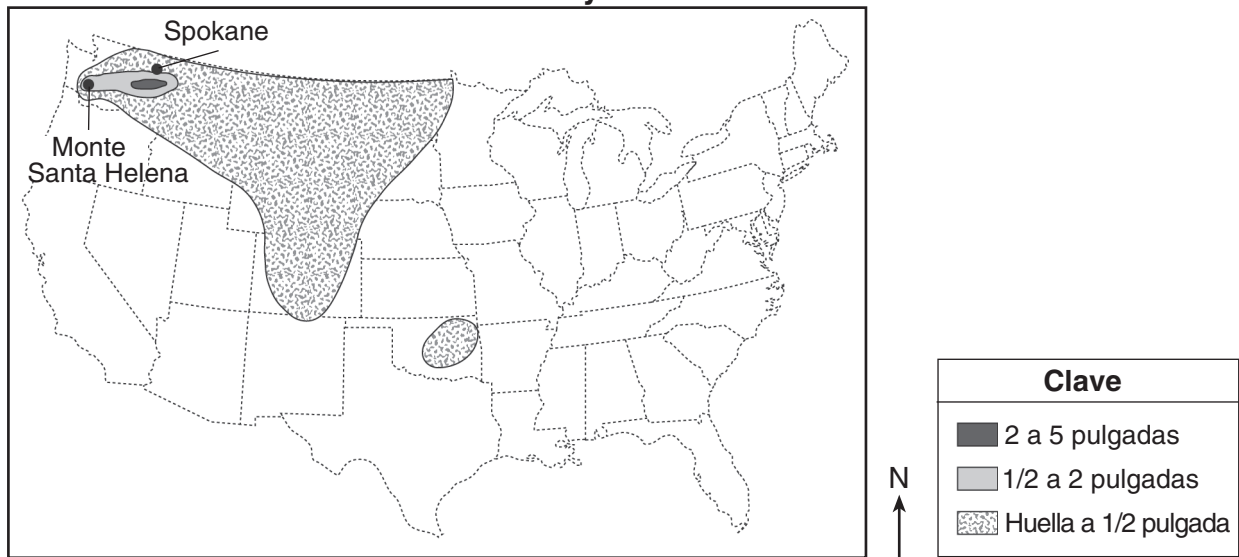 Spokane
Monte
Santa Helena
N
Clave
2 a 5 pulgadas
1/2 a 2 pulgadas
Huella a 1/2 pulgada